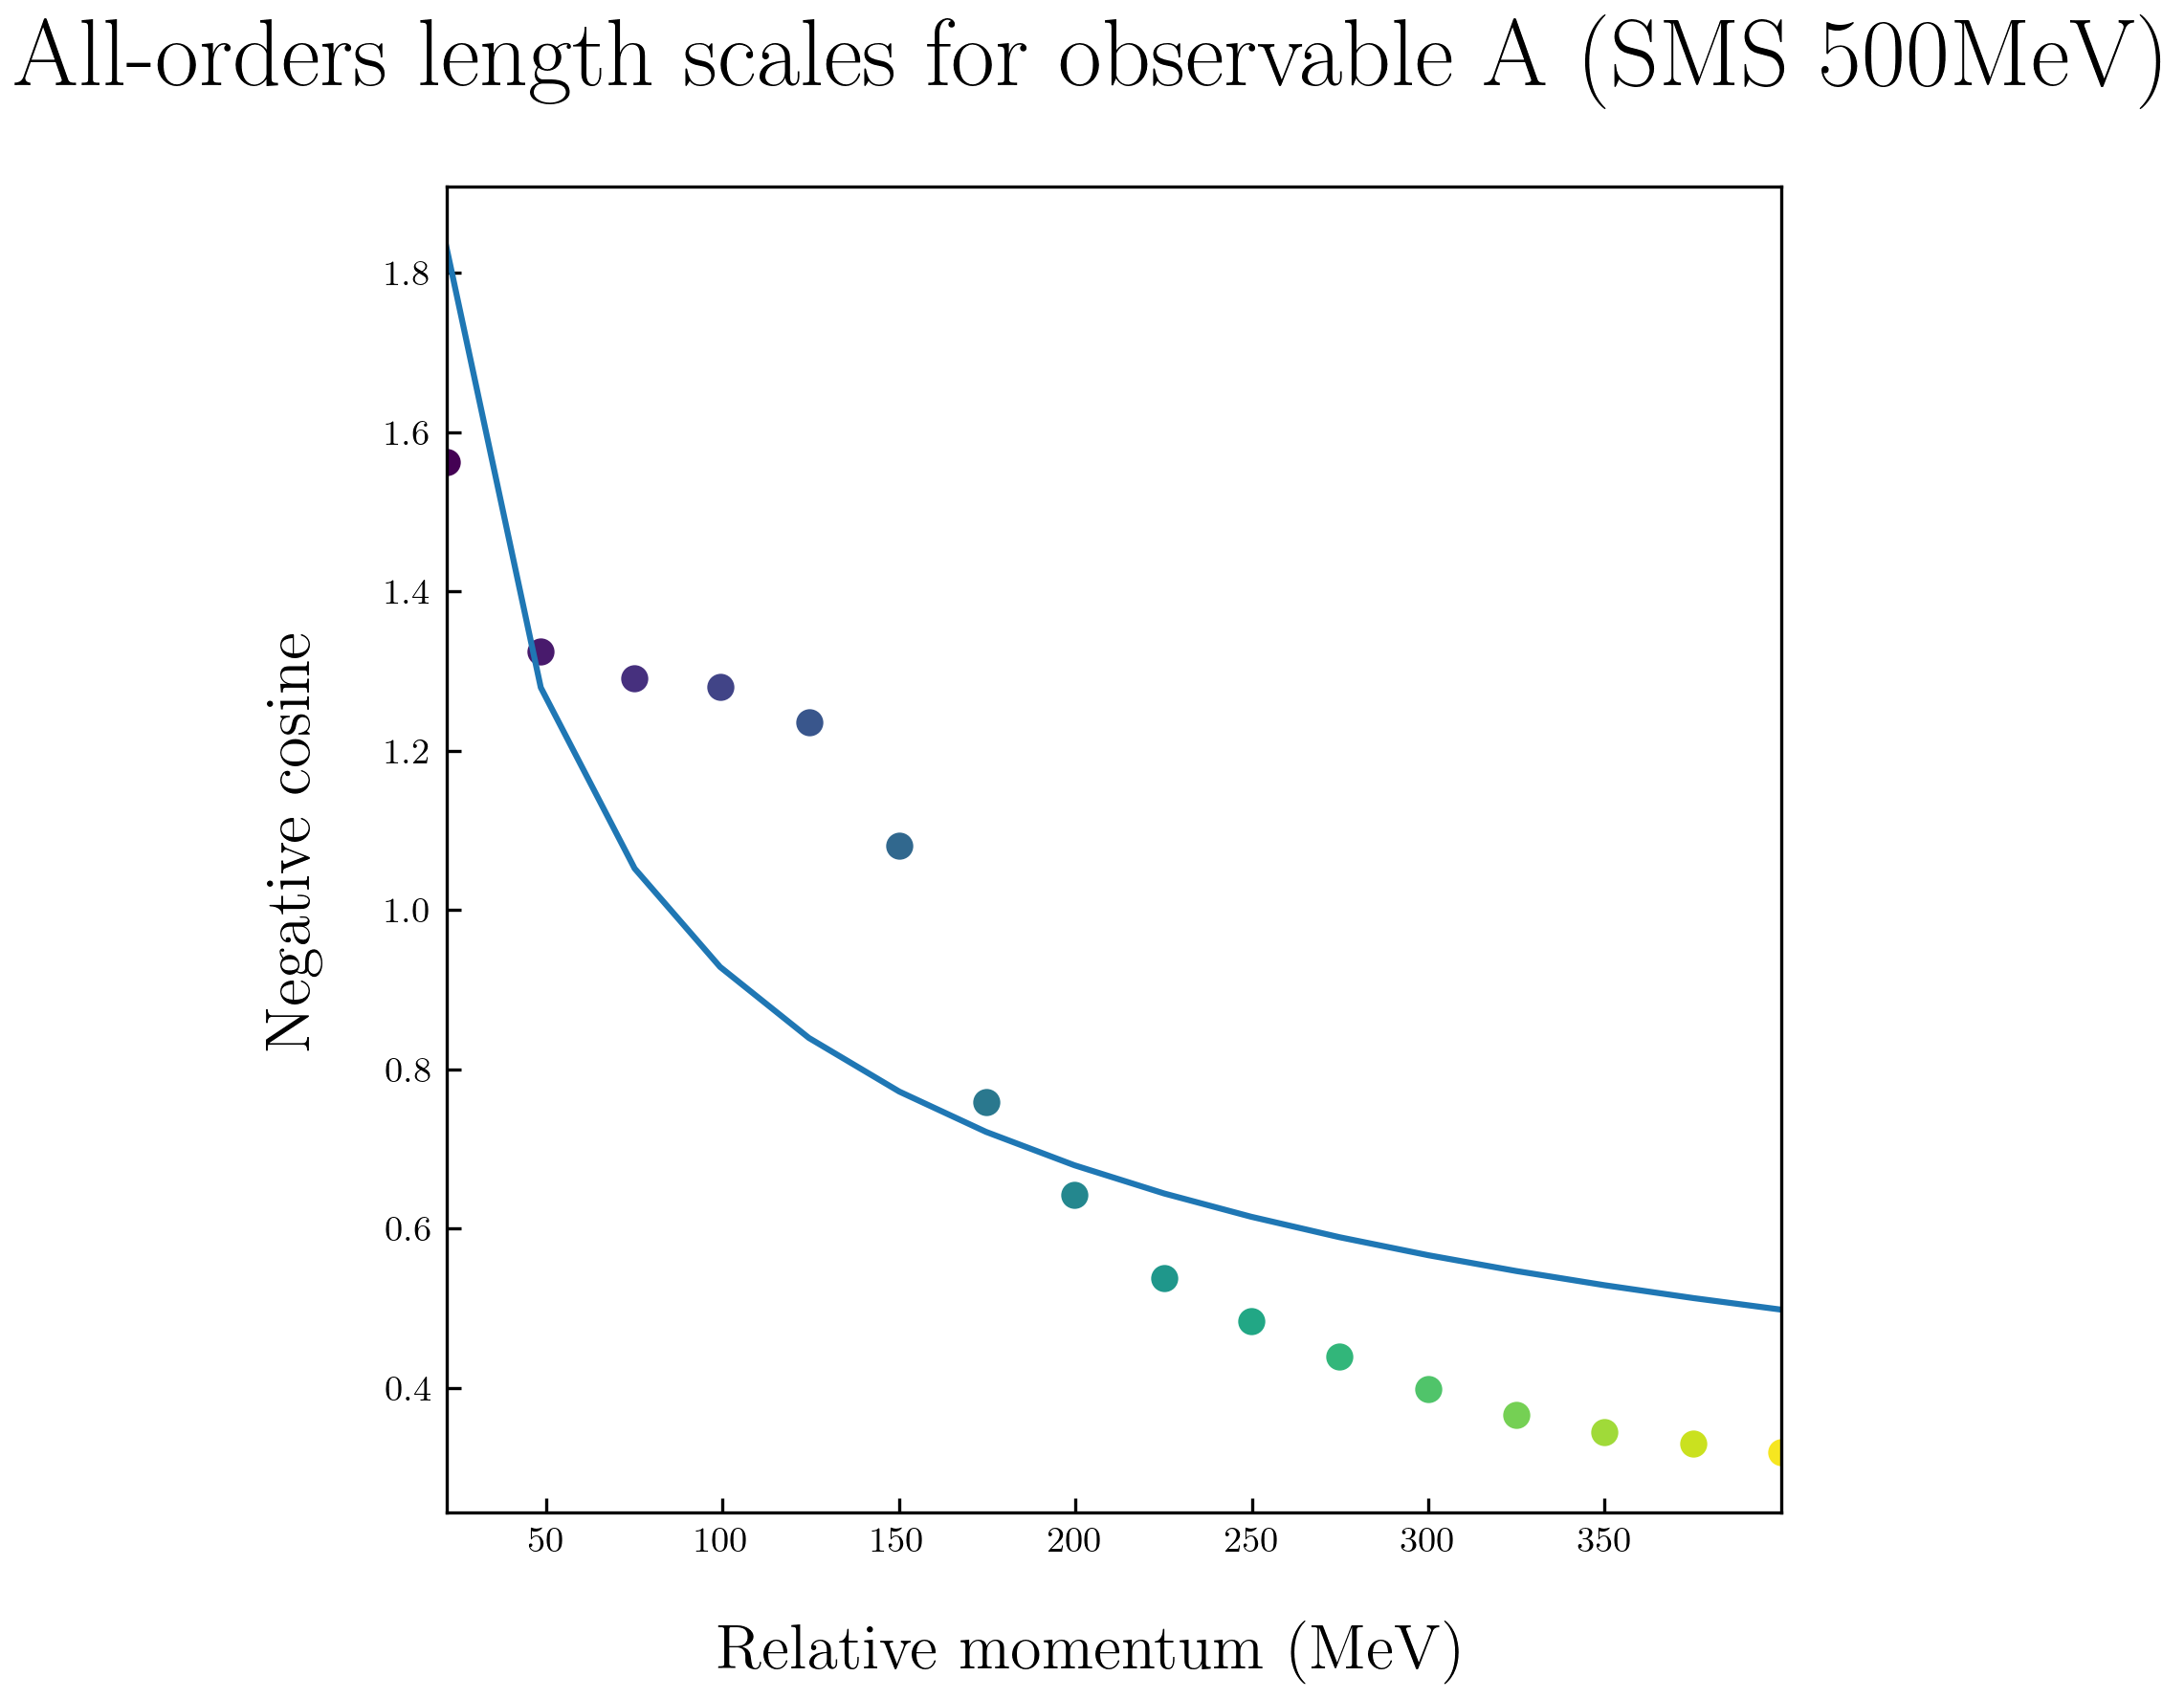 All-orders length scales for observable A (SMS 500MeV)
Negative cosine
1.8
1.6
1.4
1.2
1.0
0.8
0.6
0.4
50 100 150 200 250 300 350
Relative momentum (MeV)